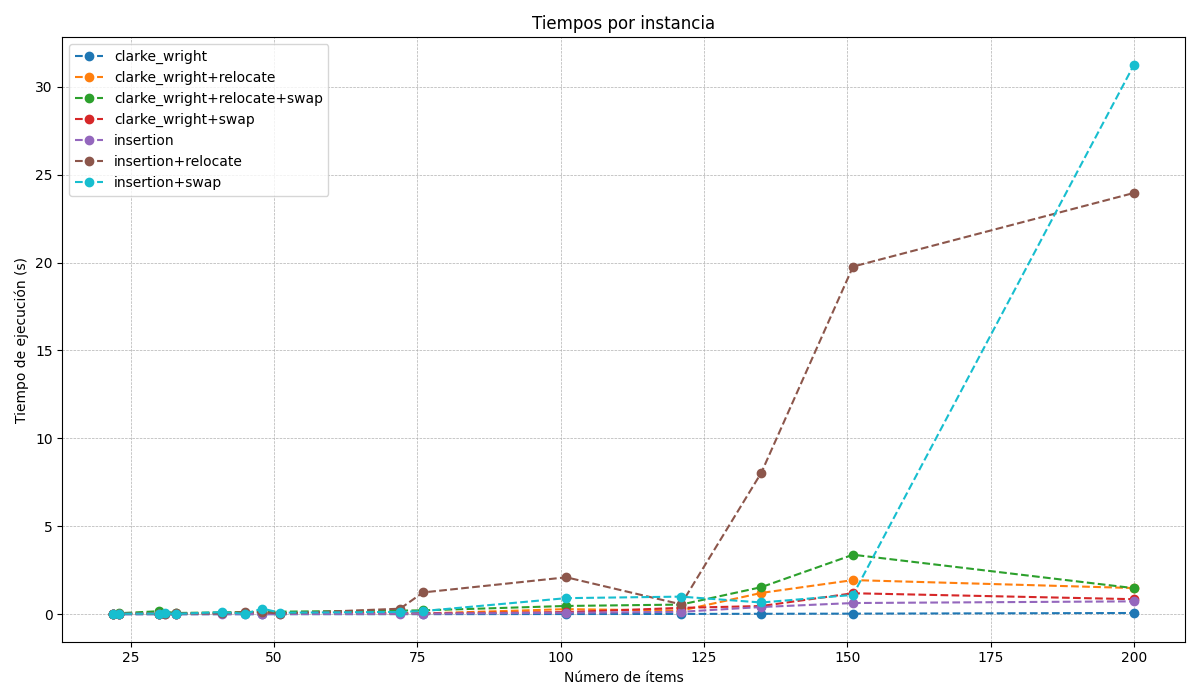 Tiempos por instancia
clarke_wright
clarke_wright+relocate
clarke_wright+relocate+swap
clarke_wright+swap
insertion
insertion+relocate
insertion+swap
Tiempo de ejecución (s)
30
25
20
15
10
5
0
25 50 75 100 125 150 175 200
Número de ítems